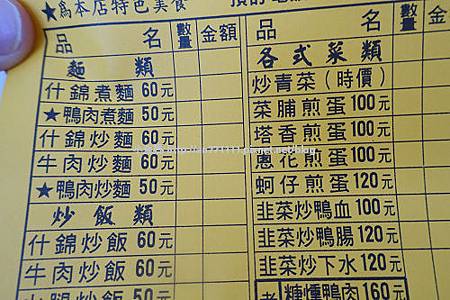 ★為本店特色美食
品 名 數量 金額
麵 類
什錦煮麵 60元
★鴨肉煮麵 50元
什錦炒麵 60元
牛肉炒麵 60元
★鴨肉炒麵 50元
炒飯類
什錦炒飯 60元
牛肉炒飯 60元
品 名 數量 金額
各式菜類
炒青菜（時價）
菜脯煎蛋 100元
塔香煎蛋 100元
蔥花煎蛋 100元
蚵仔煎蛋 120元
韭菜炒鴨血 100元
韭菜炒鴨腸 120元
韭菜炒下水 120元
糖燻鴨肉 160元